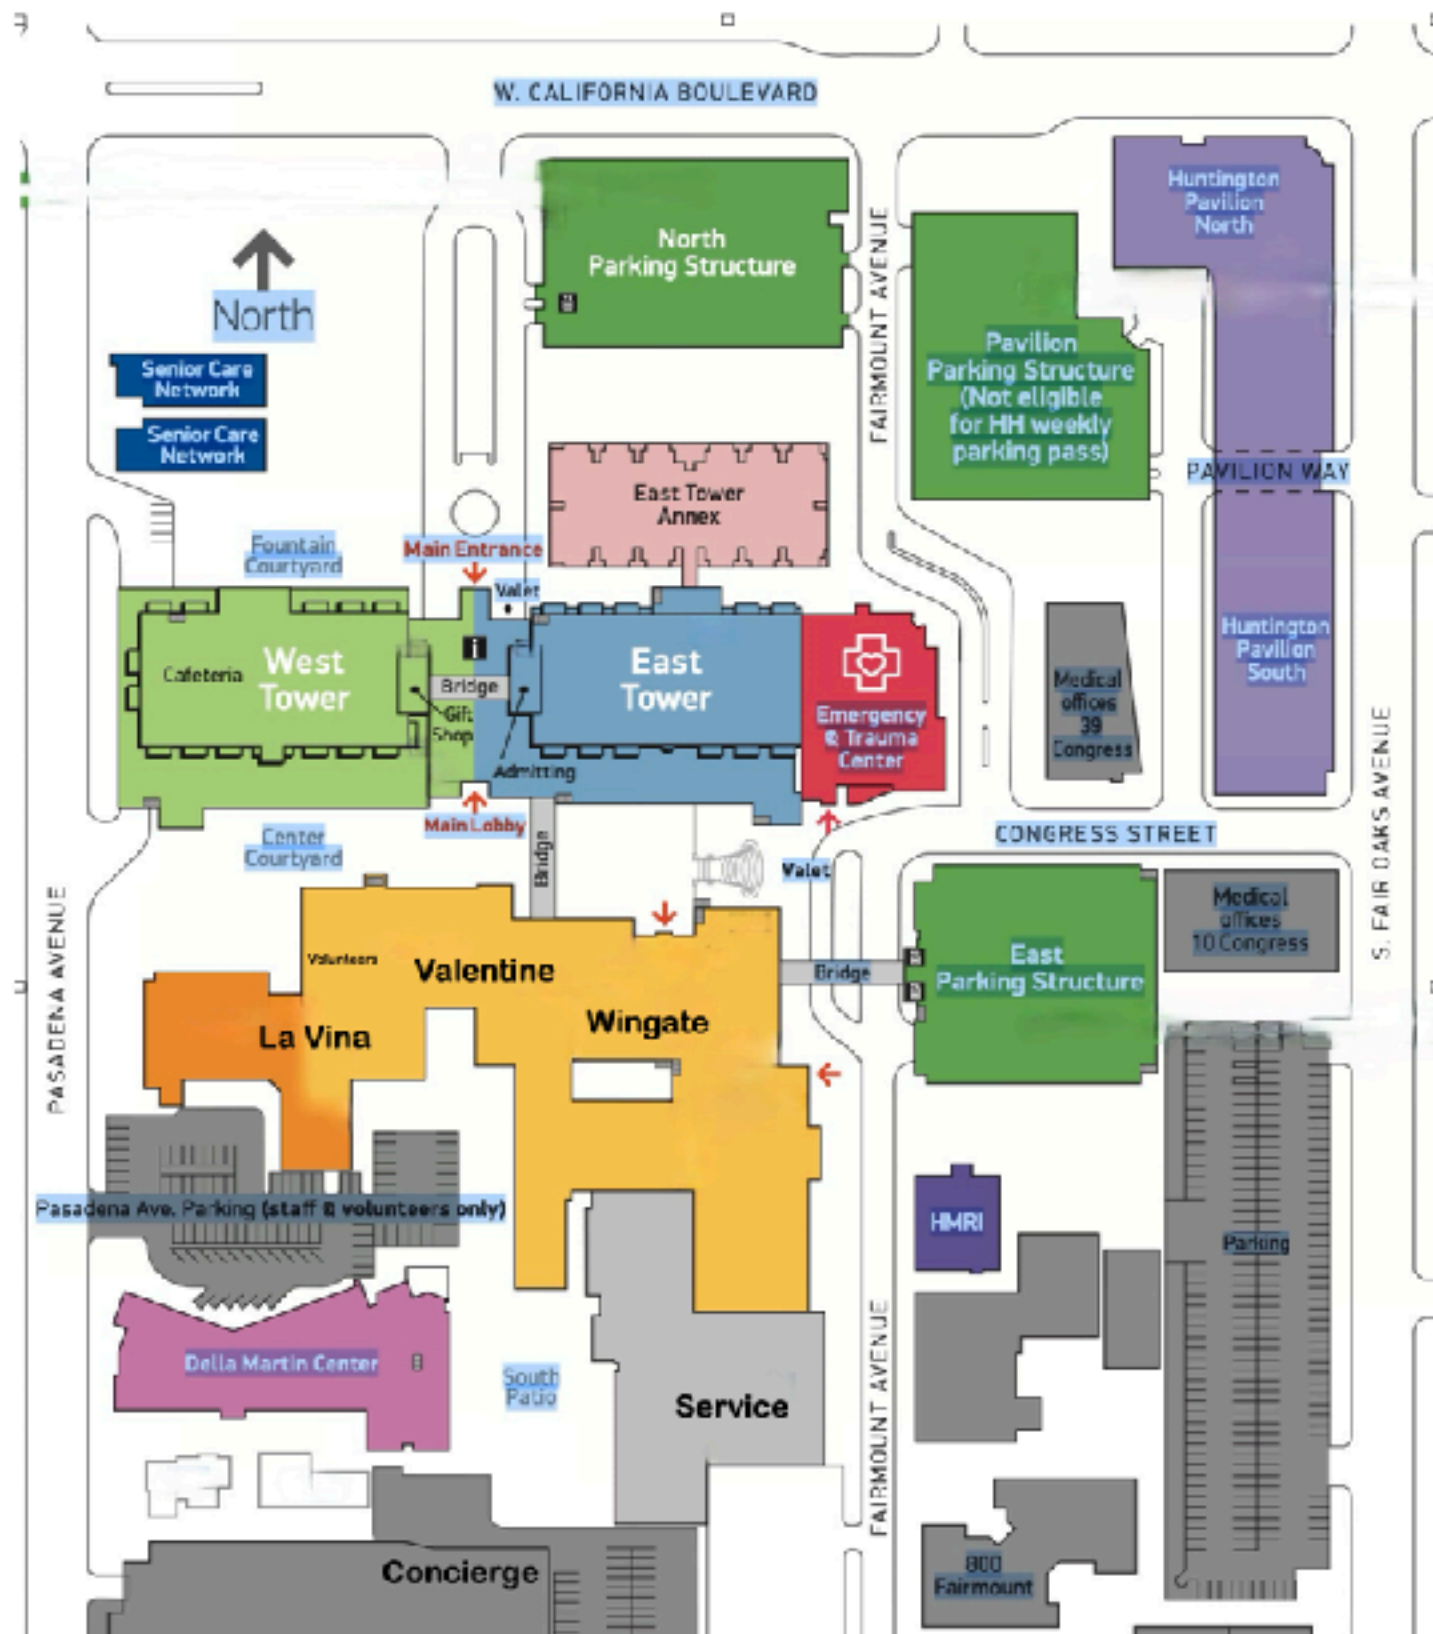 W. CALIFORNIA BOULEVARD
Huntington
Pavilion
North
North
Parking Structure
FAIRMOUNT AVENUE
North
Pavilion
Parking Structure
(Not eligible
for HH weekly
parking pass)
Senior Care
Network
Senior Care
Network
PAVILION WAY
East Tower
Annex
Fountain
Courtyard
Main Entrance
Valet
Cafeteria
West
Tower
i
Bridge
Gift
Shop
Admitting
East
Tower
Emergency
& Trauma
Center
Medical
offices
39
Congress
Huntington
Pavilion
South
S. FAIR OAKS AVENUE
Main Lobby
Center
Courtyard
Bridge
CONGRESS STREET
Valet
Medical
offices
10 Congress
PASADENA AVENUE
Volunteers
Valentine
Bridge
East
Parking Structure
La Vina
Wingate
Pasadena Ave. Parking (staff & volunteers only)
HMRI
Parking
Della Martin Center
South
Patio
Service
FAIRMOUNT AVENUE
Concierge
800
Fairmount